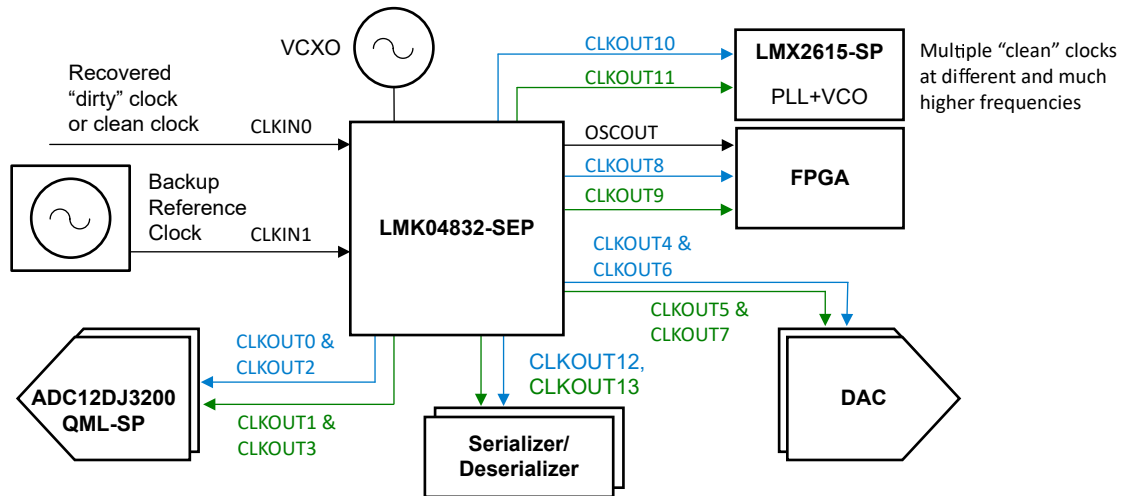 VCXO
Recovered
“dirty” clock
or clean clock
CLKIN0
Backup
Reference
Clock
CLKIN1
LMK04832-SEP
CLKOUT10
CLKOUT11
LMX2615-SP
PLL+VCO
Multiple “clean” clocks
at different and much
higher frequencies
OSCOUT
CLKOUT8
CLKOUT9
FPGA
CLKOUT4 &
CLKOUT6
CLKOUT5 &
CLKOUT7
DAC
CLKOUT0 &
CLKOUT2
CLKOUT1 &
CLKOUT3
ADC12DJ3200
QML-SP
CLKOUT12,
CLKOUT13
Serializer/
Deserializer